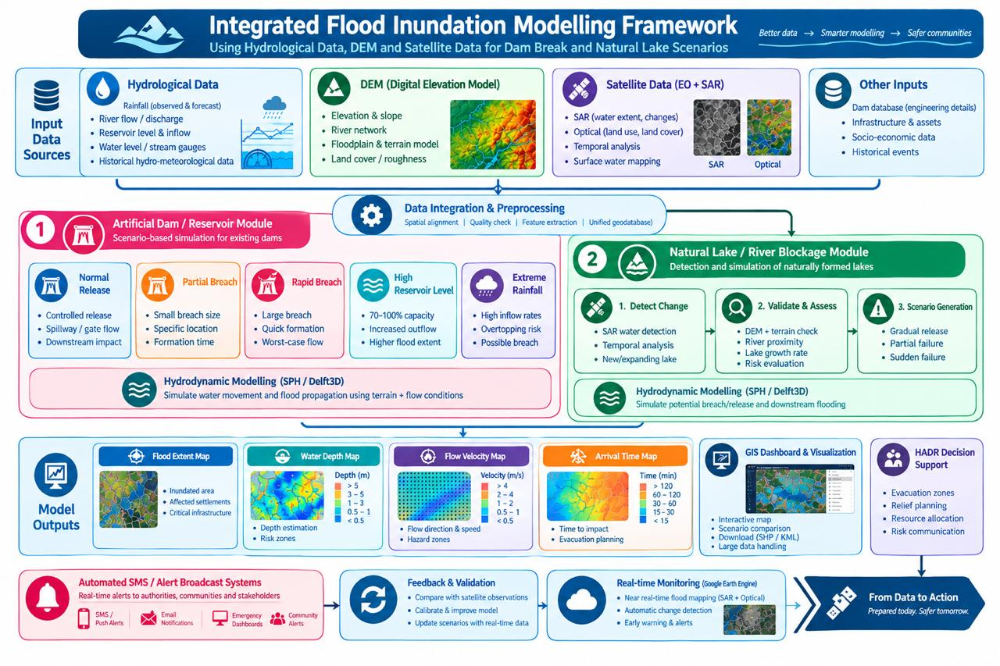 Integrated Flood Inundation Modelling Framework
Using Hydrological Data, DEM and Satellite Data for Dam Break and Natural Lake Scenarios
Better data → Smarter modelling → Safer communities
Input
Data
Sources
Hydrological Data
Rainfall (observed & forecast)
• River flow / discharge
• Reservoir level & inflow
• Water level / stream gauges
• Historical hydro-meteorological data
DEM (Digital Elevation Model)
• Elevation & slope
• River network
• Floodplain & terrain model
• Land cover / roughness
Satellite Data (EO + SAR)
• SAR (water extent, changes)
• Optical (land use, land cover)
• Temporal analysis
• Surface water mapping
SAR
Optical
Other Inputs
Dam database (engineering details)
• Infrastructure & assets
• Socio-economic data
• Historical events
Data Integration & Preprocessing
Spatial alignment | Quality check | Feature extraction | Unified geodatabase)
1
Artificial Dam / Reservoir Module
Scenario-based simulation for existing dams
Normal
Release
• Controlled release
• Spillway / gate flow
• Downstream impact
Partial Breach
• Small breach size
• Specific location
• Formation time
Rapid Breach
• Large breach
• Quick formation
• Worst-case flow
High
Reservoir Level
• 70–100% capacity
• Increased outflow
• Higher flood extent
Extreme
Rainfall
• High inflow rates
• Overtopping risk
• Possible breach
Hydrodynamic Modelling (SPH / Delft3D)
Simulate water movement and flood propagation using terrain + flow conditions
2
Natural Lake / River Blockage Module
Detection and simulation of naturally formed lakes
1. Detect Change
• SAR water detection
• Temporal analysis
• New/expanding lake
2. Validate & Assess
• DEM + terrain check
• River proximity
• Lake growth rate
• Risk evaluation
3. Scenario Generation
• Gradual release
• Partial failure
• Sudden failure
Hydrodynamic Modelling (SPH / Delft3D)
Simulate potential breach/release and downstream flooding
Model
Outputs
Flood Extent Map
• Inundated area
• Affected settlements
• Critical infrastructure
Water Depth Map
Depth (m)
> 5
3 – 5
1 – 3
0.5 – 1
< 0.5
• Depth estimation
• Risk zones
Flow Velocity Map
Velocity (m/s)
> 4
2 – 4
1 – 2
0.5 – 1
< 0.5
• Flow direction & speed
• Hazard zones
Arrival Time Map
Time (min)
> 120
60 – 120
30 – 60
15 – 30
< 15
• Time to impact
• Evacuation planning
GIS Dashboard & Visualization
• Interactive map
• Scenario comparison
• Download (SHP / KML)
• Large data handling
HADR Decision
Support
• Evacuation zones
• Relief planning
• Resource allocation
• Risk communication
Automated SMS / Alert Broadcast Systems
Real-time alerts to authorities, communities and stakeholders
SMS /
Push Alerts
Email
Notifications
Emergency
Dashboards
Community
Alerts
Feedback & Validation
• Compare with satellite observations
• Calibrate & improve model
• Update scenarios with real-time data
Real-time Monitoring (Google Earth Engine)
• Near real-time flood mapping (SAR + Optical)
• Automatic change detection
• Early warning & alerts
From Data to Action
Prepared today. Safer tomorrow.